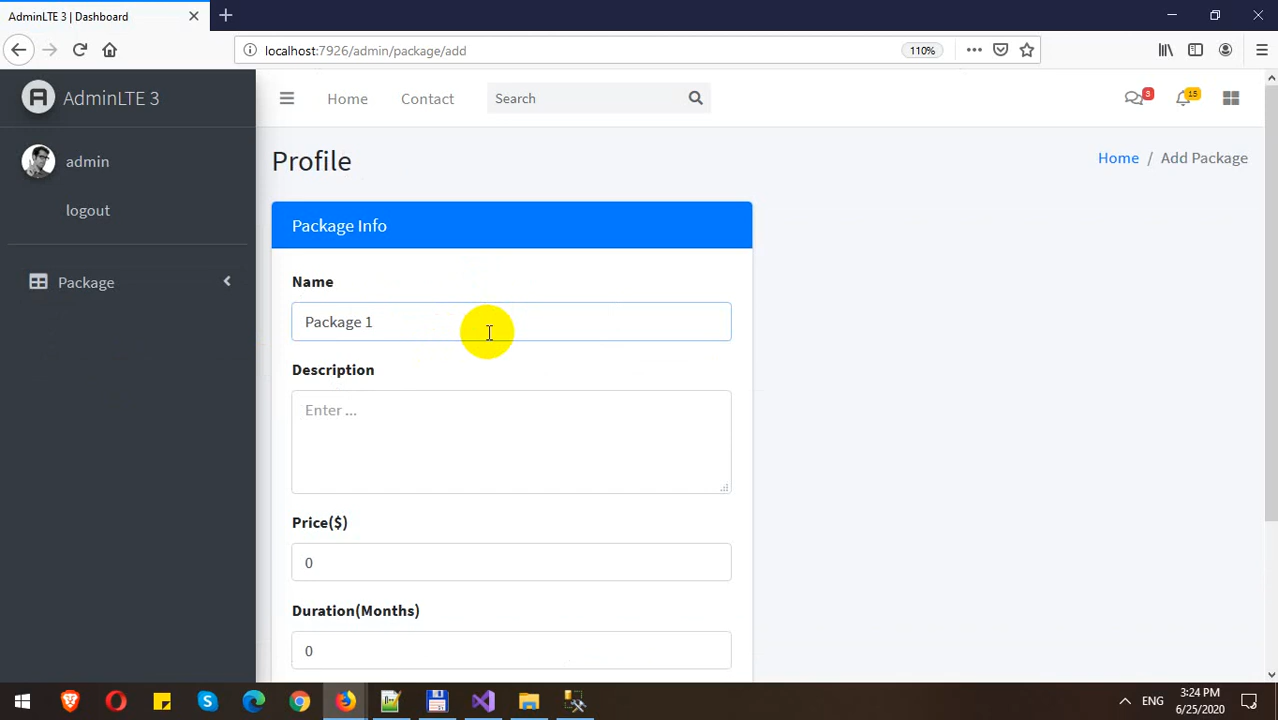 AdminLTE 3 | Dashboard
localhost:7926/admin/package/add
110%
AdminLTE 3
Home
Contact
Search
3
15
admin
logout
Package
Profile
Home / Add Package
Package Info
Name
Package 1
Description
Enter ...
Price($)
0
Duration(Months)
0
ENG
3:24 PM
6/25/2020